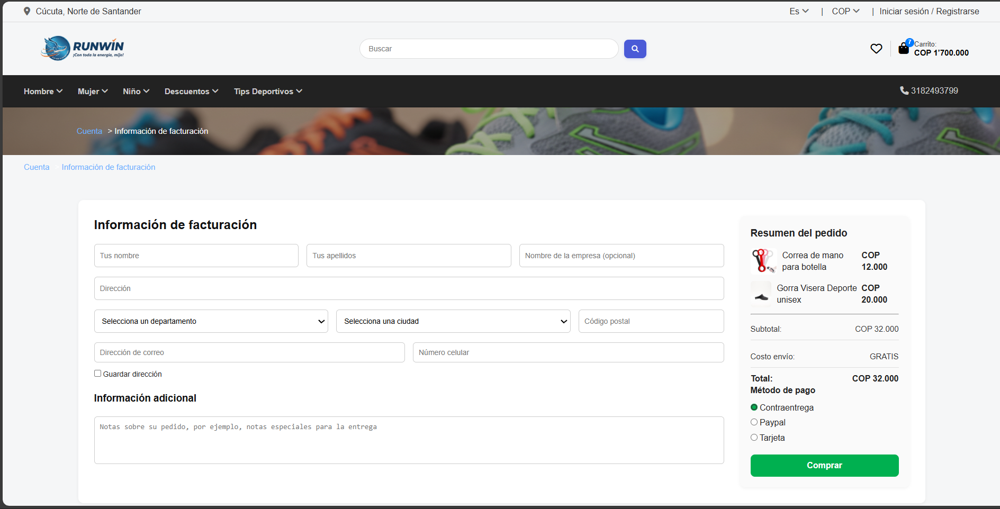 Cúcuta, Norte de Santander
Es | COP | Iniciar sesión / Registrarse
RUNWIN
¡Con toda la energía, mijo!
Buscar
7
Carrito:
COP 1'700.000
Hombre Mujer Niño Descuentos Tips Deportivos
3182493799
Cuenta > Información de facturación
Cuenta > Información de facturación
Información de facturación
Tus nombre
Tus apellidos
Nombre de la empresa (opcional)
Dirección
Selecciona un departamento
Selecciona una ciudad
Código postal
Dirección de correo
Número celular
Guardar dirección
Información adicional
Notas sobre su pedido, por ejemplo, notas especiales para la entrega
Resumen del pedido
Correa de mano
para botella
COP
12.000
Gorra Visera Deporte
unisex
COP
20.000
Subtotal: COP 32.000
Costo envío: GRATIS
Total: COP 32.000
Método de pago
Contraentrega
Paypal
Tarjeta
Comprar